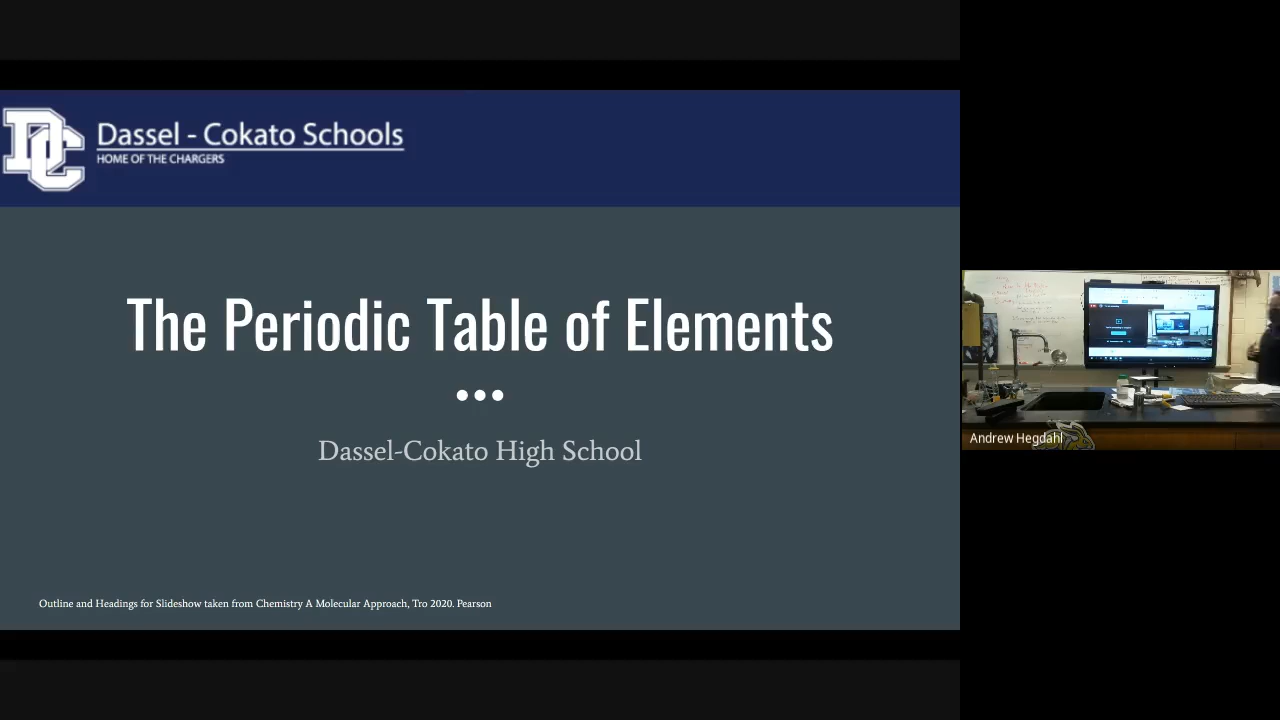 DC
Dassel - Cokato Schools
HOME OF THE CHARGERS
The Periodic Table of Elements
Dassel-Cokato High School
Outline and Headings for Slideshow taken from Chemistry A Molecular Approach, Tro 2020. Pearson
Andrew Hegdahl